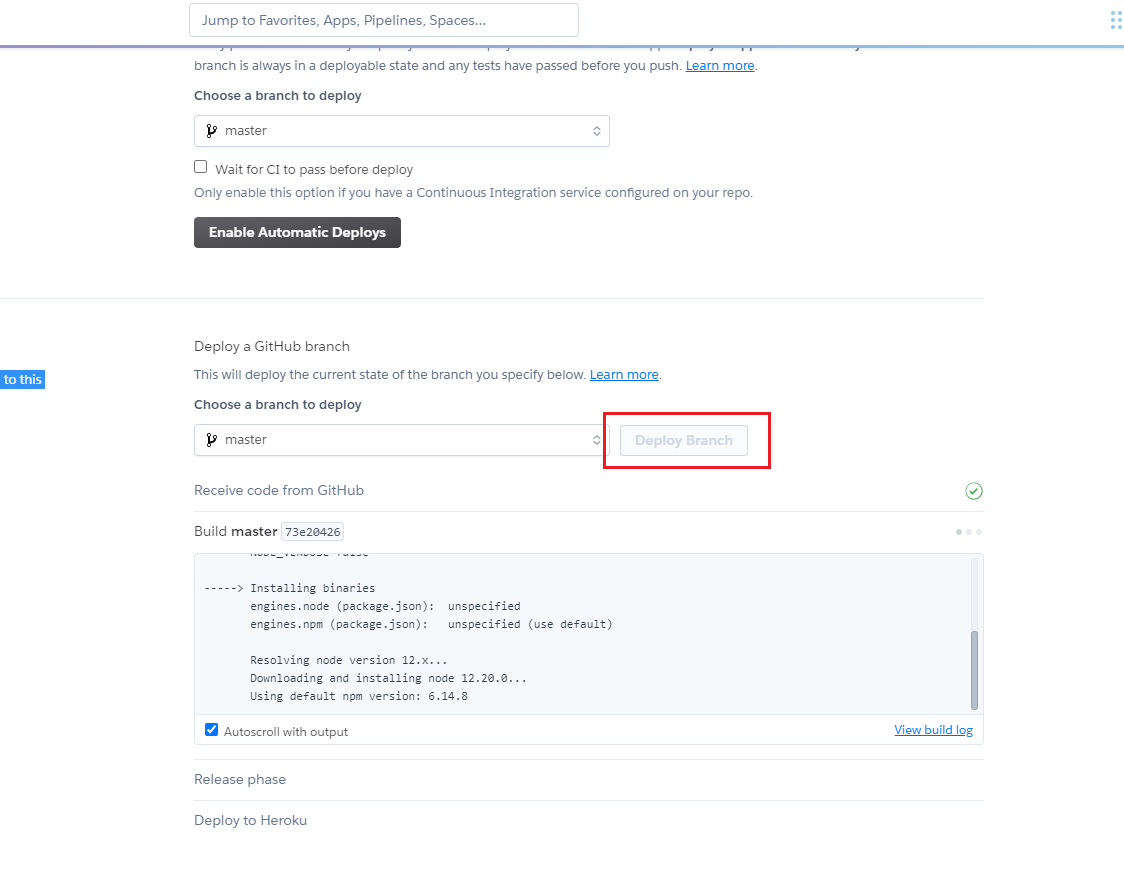 Jump to Favorites, Apps, Pipelines, Spaces...
branch is always in a deployable state and any tests have passed before you push. Learn more.
Choose a branch to deploy
master
Wait for CI to pass before deploy
Only enable this option if you have a Continuous Integration service configured on your repo.
Enable Automatic Deploys
Deploy a GitHub branch
to this
This will deploy the current state of the branch you specify below. Learn more.
Choose a branch to deploy
master
Deploy Branch
Receive code from GitHub
Build master 73e20426
-----> Installing binaries
engines.node (package.json): unspecified
engines.npm (package.json): unspecified (use default)
Resolving node version 12.x...
Downloading and installing node 12.20.0...
Using default npm version: 6.14.8
Autoscroll with output
View build log
Release phase
Deploy to Heroku